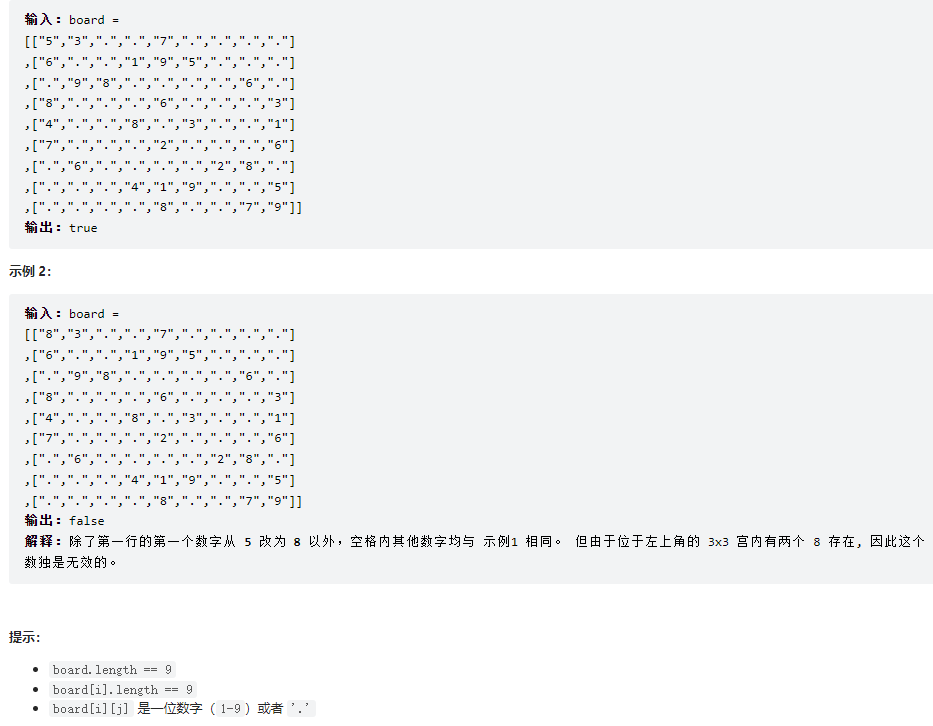 输入：board =
[["5","3",".",".","7",".",".",".","."]
,["6",".",".","1","9","5",".",".","."]
,[".","9","8",".",".",".",".","6","."]
,["8",".",".",".","6",".",".",".","3"]
,["4",".",".","8",".","3",".",".","1"]
,["7",".",".",".","2",".",".",".","6"]
,[".","6",".",".",".",".","2","8","."]
,[".",".",".","4","1","9",".",".","5"]
,[".",".",".",".","8",".",".","7","9"]]
输出：true
示例 2：
输入：board =
[["8","3",".",".","7",".",".",".","."]
,["6",".",".","1","9","5",".",".","."]
,[".","9","8",".",".",".",".","6","."]
,["8",".",".",".","6",".",".",".","3"]
,["4",".",".","8",".","3",".",".","1"]
,["7",".",".",".","2",".",".",".","6"]
,[".","6",".",".",".",".","2","8","."]
,[".",".",".","4","1","9",".",".","5"]
,[".",".",".",".","8",".",".","7","9"]]
输出：false
解释：除了第一行的第一个数字从 5 改为 8 以外，空格内其他数字均与 示例1 相同。 但由于位于左上角的 3x3 宫内有两个 8 存在, 因此这个
数独是无效的。
提示：
• board.length == 9
• board[i].length == 9
• board[i][j] 是一位数字（1-9）或者 '.'